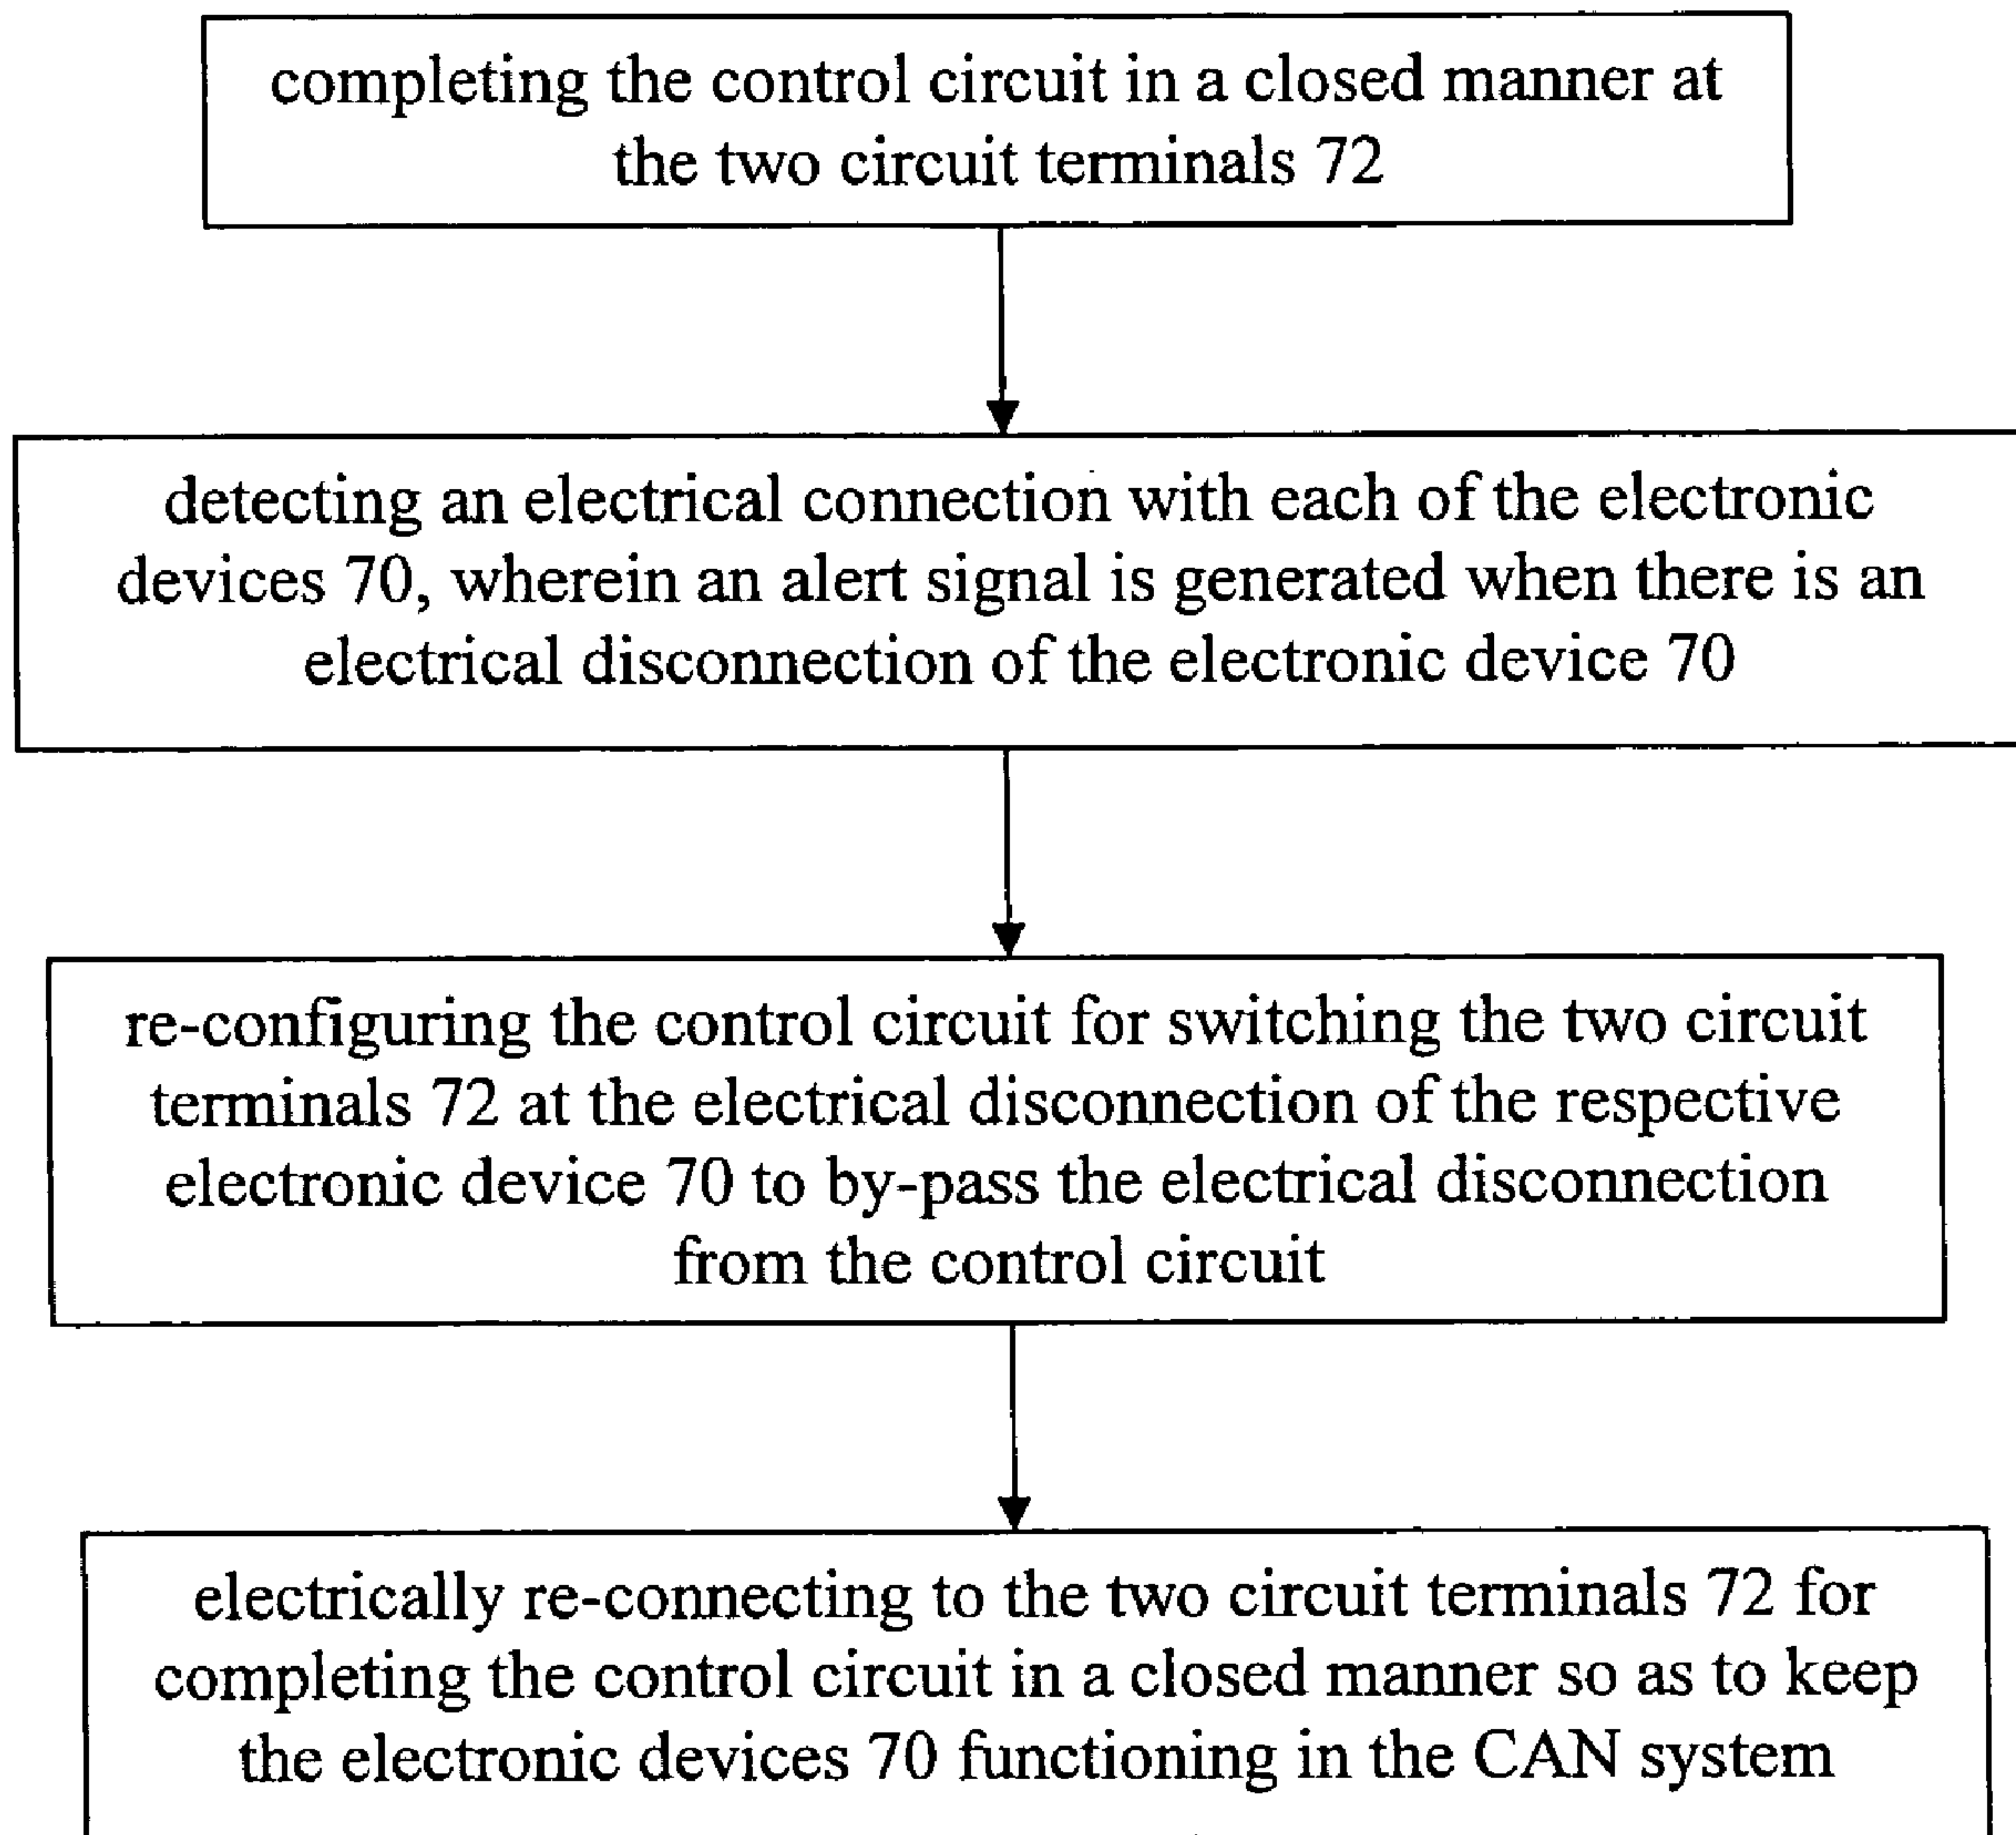 completing the control circuit in a closed manner at
the two circuit terminals 72
detecting an electrical connection with each of the electronic
devices 70, wherein an alert signal is generated when there is an
electrical disconnection of the electronic device 70
re-configuring the control circuit for switching the two circuit
terminals 72 at the electrical disconnection of the respective
electronic device 70 to by-pass the electrical disconnection
from the control circuit
electrically re-connecting to the two circuit terminals 72 for
completing the control circuit in a closed manner so as to keep
the electronic devices 70 functioning in the CAN system